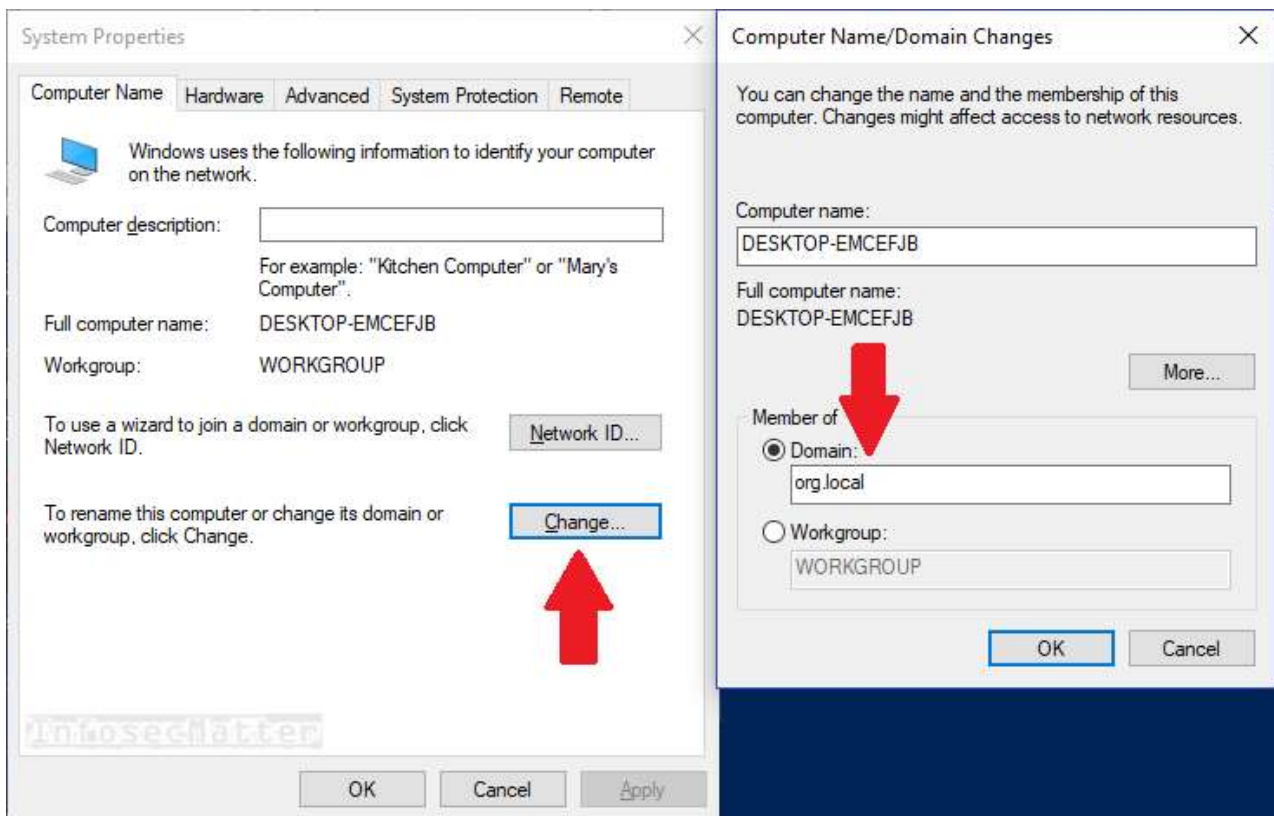 System Properties
Computer Name
Hardware
Advanced
System Protection
Remote
Windows uses the following information to identify your computer
on the network.
Computer description:
For example: "Kitchen Computer" or "Mary's
Computer".
Full computer name:
DESKTOP-EMCEFJB
Workgroup:
WORKGROUP
To use a wizard to join a domain or workgroup, click
Network ID.
Network ID...
To rename this computer or change its domain or
workgroup, click Change.
Change...
InfosecMatter
OK
Cancel
Apply
Computer Name/Domain Changes
You can change the name and the membership of this
computer. Changes might affect access to network resources.
Computer name:
DESKTOP-EMCEFJB
Full computer name:
DESKTOP-EMCEFJB
More...
Member of
Domain:
org.local
Workgroup:
WORKGROUP
OK
Cancel